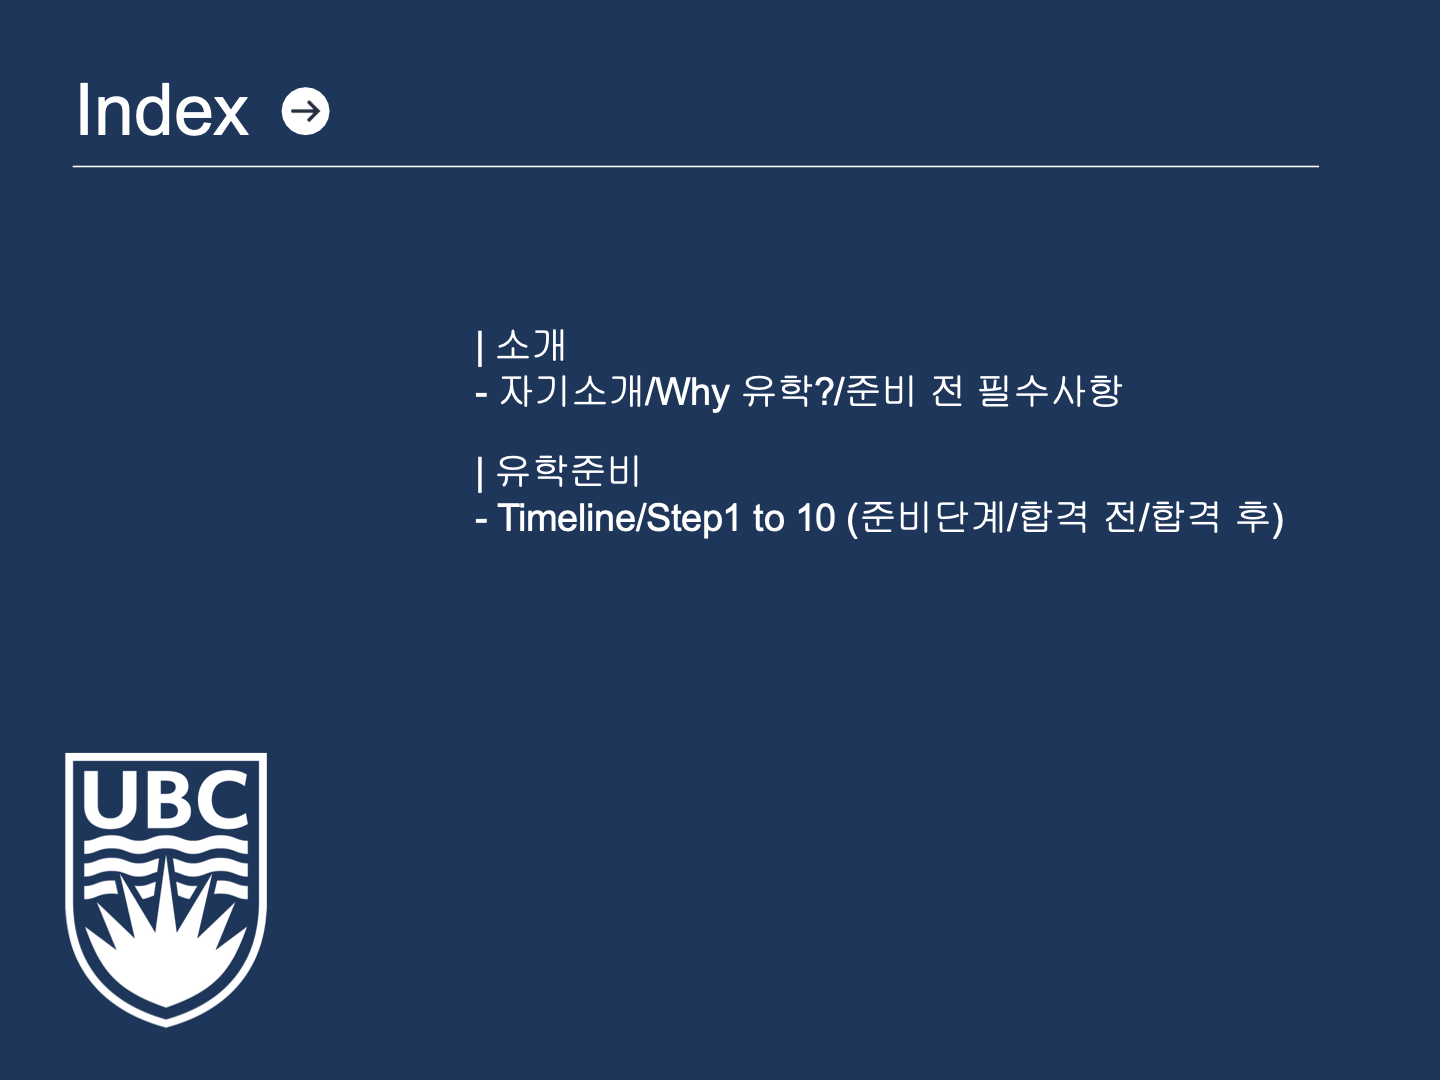 Index
| 소개
- 자기소개/Why 유학?/준비 전 필수사항
| 유학준비
- Timeline/Step1 to 10 (준비단계/합격 전/합격 후)
UBC